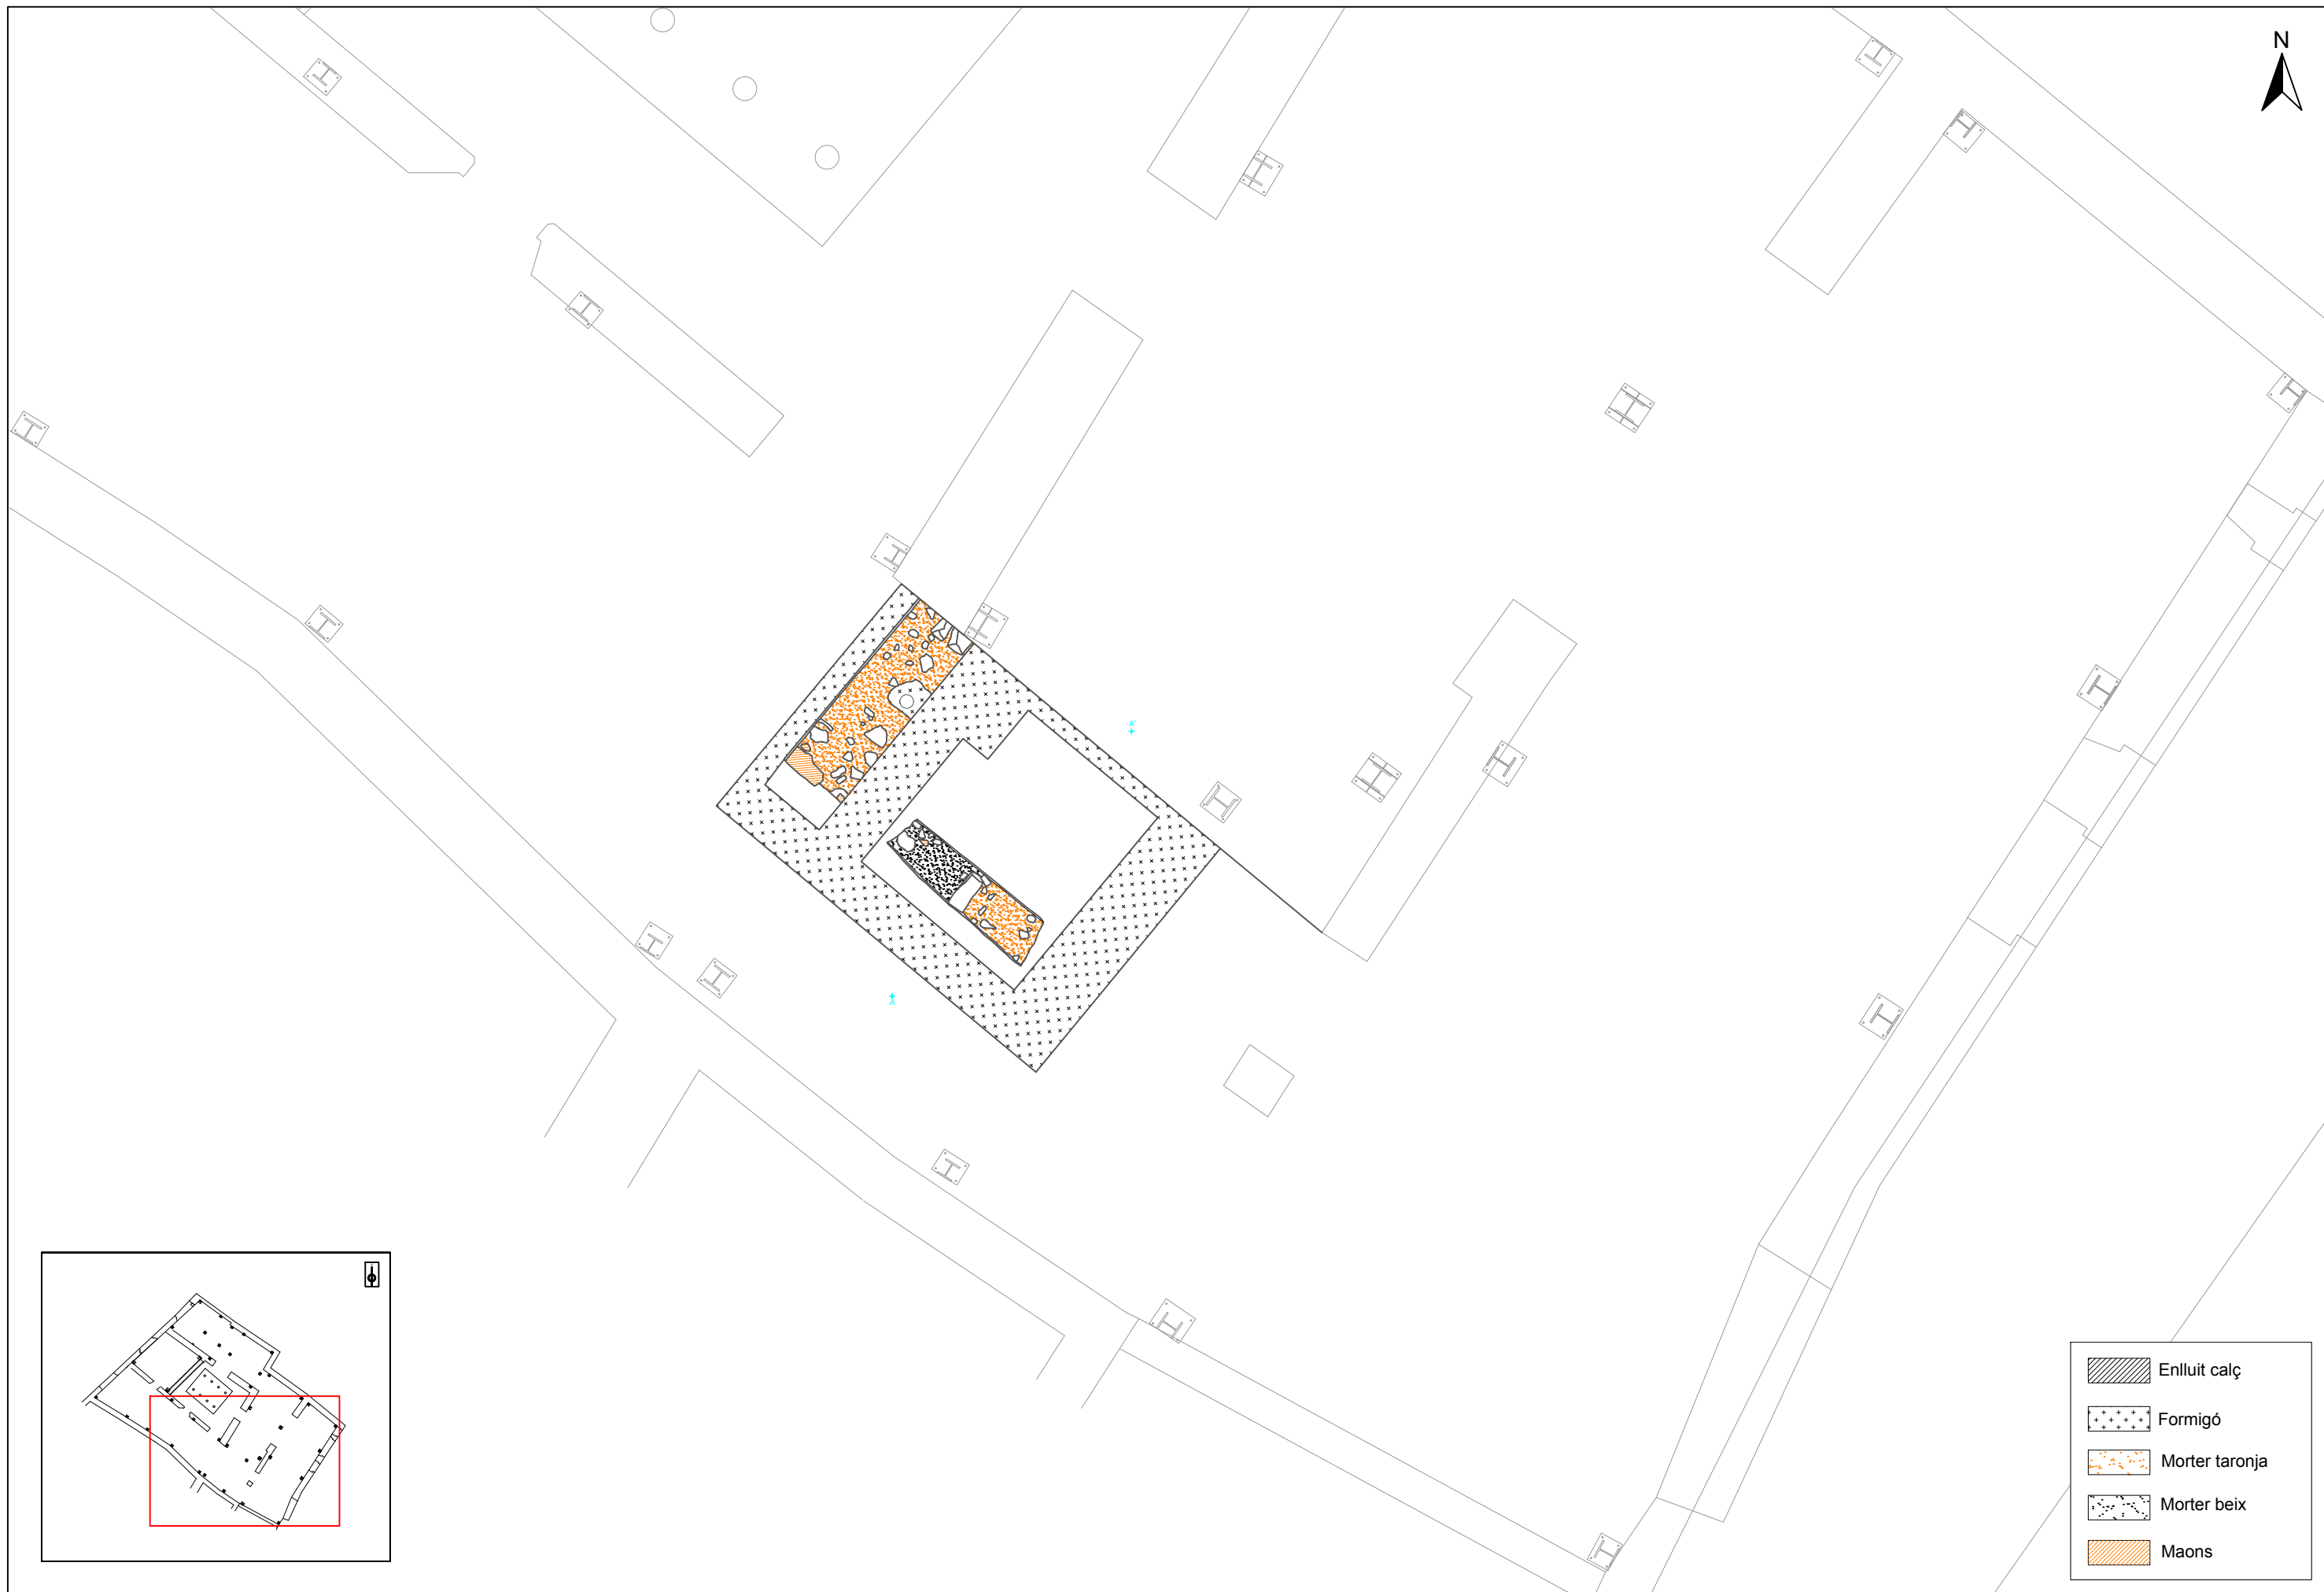 N
A'
A
Enlluit calç
Formigó
Morter taronja
Morter beix
Maons